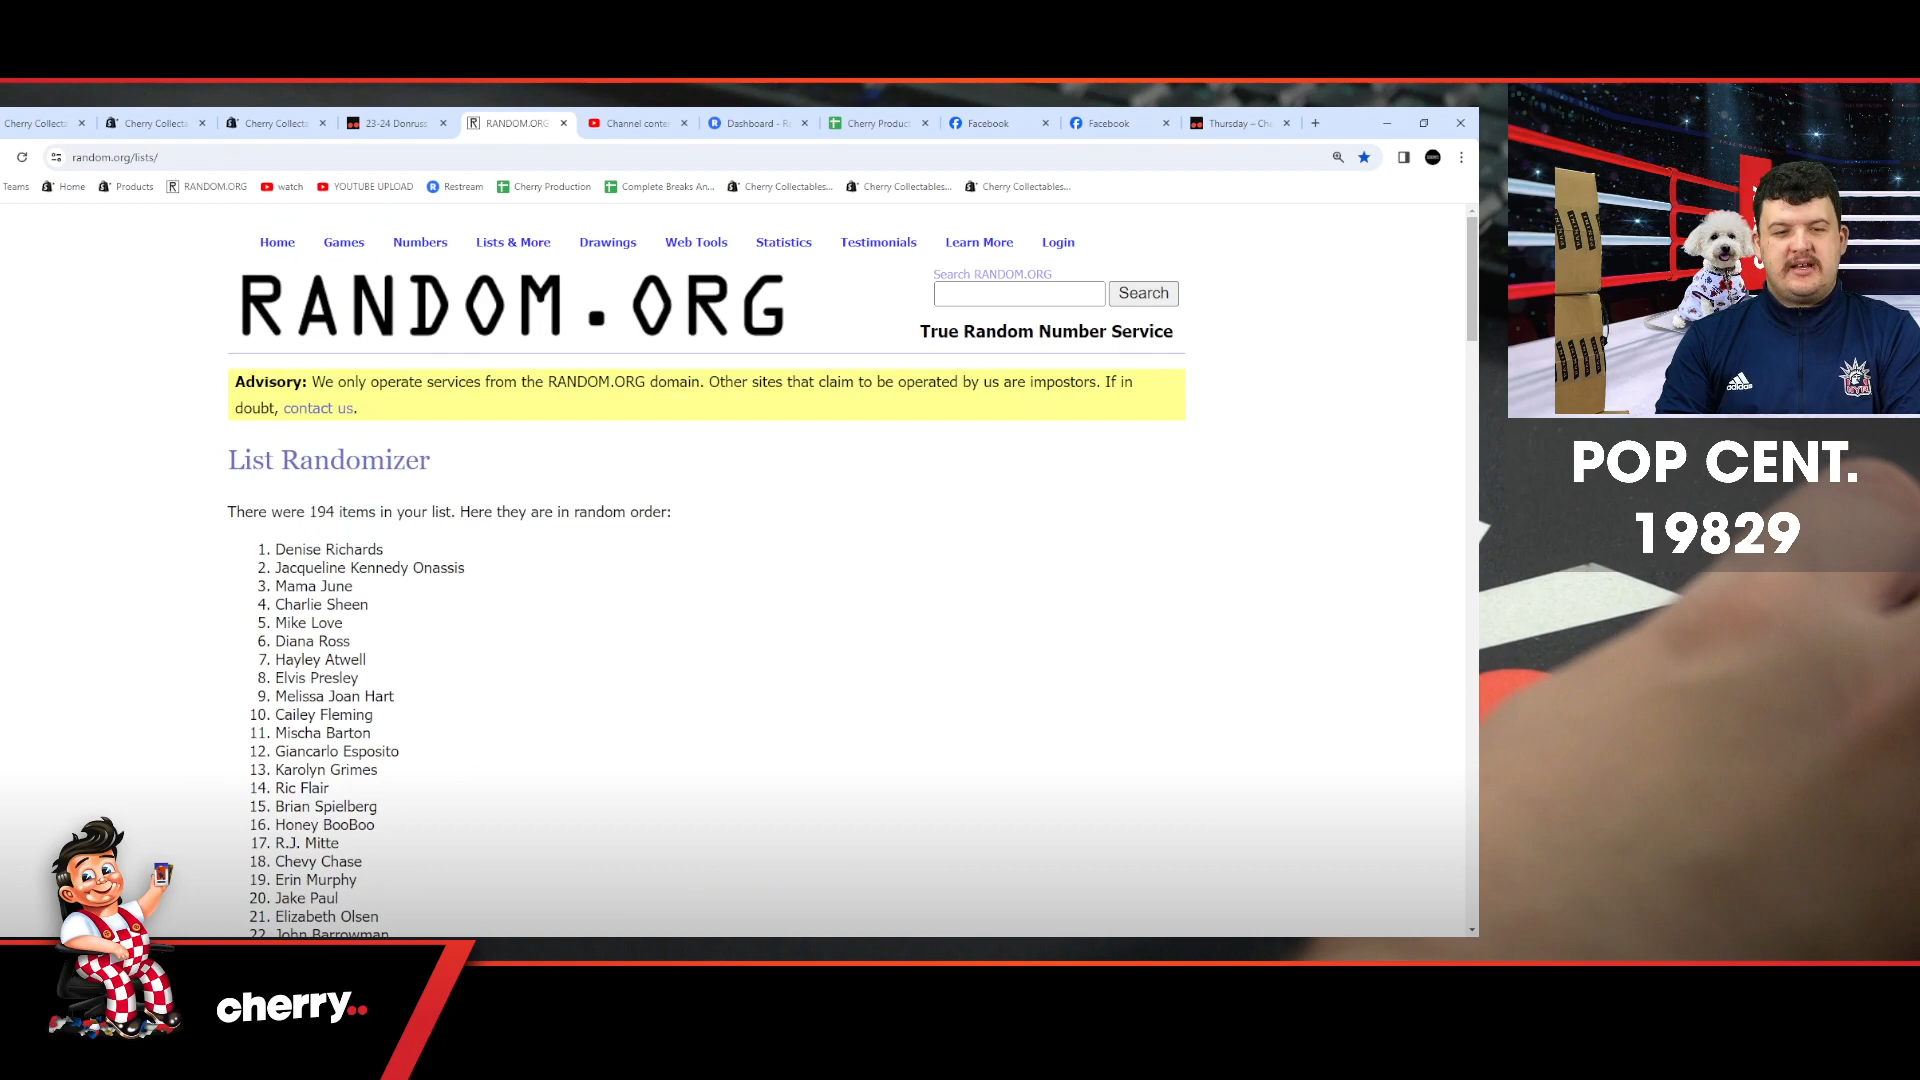 Cherry Collecta
Cherry Collecta
Cherry Collecta
23-24 Donruss
RANDOM.ORG
Channel conte
Dashboard - Re
Cherry Produc
Facebook
Facebook
Thursday – Che
random.org/lists/
Teams
Home
Products
RANDOM.ORG
watch
YOUTUBE UPLOAD
Restream
Cherry Production
Complete Breaks An...
Cherry Collectables...
Cherry Collectables...
Cherry Collectables...
Home Games Numbers Lists & More Drawings Web Tools Statistics Testimonials Learn More Login
RANDOM.ORG
Search RANDOM.ORG
Search
True Random Number Service
Advisory: We only operate services from the RANDOM.ORG domain. Other sites that claim to be operated by us are impostors. If in
doubt, contact us.
List Randomizer
There were 194 items in your list. Here they are in random order:
1. Denise Richards
2. Jacqueline Kennedy Onassis
3. Mama June
4. Charlie Sheen
5. Mike Love
6. Diana Ross
7. Hayley Atwell
8. Elvis Presley
9. Melissa Joan Hart
10. Cailey Fleming
11. Mischa Barton
12. Giancarlo Esposito
13. Karolyn Grimes
14. Ric Flair
15. Brian Spielberg
16. Honey BooBoo
17. R.J. Mitte
18. Chevy Chase
19. Erin Murphy
20. Jake Paul
21. Elizabeth Olsen
22. John Barrowman
adidas
POP CENT.
19829
cherry..